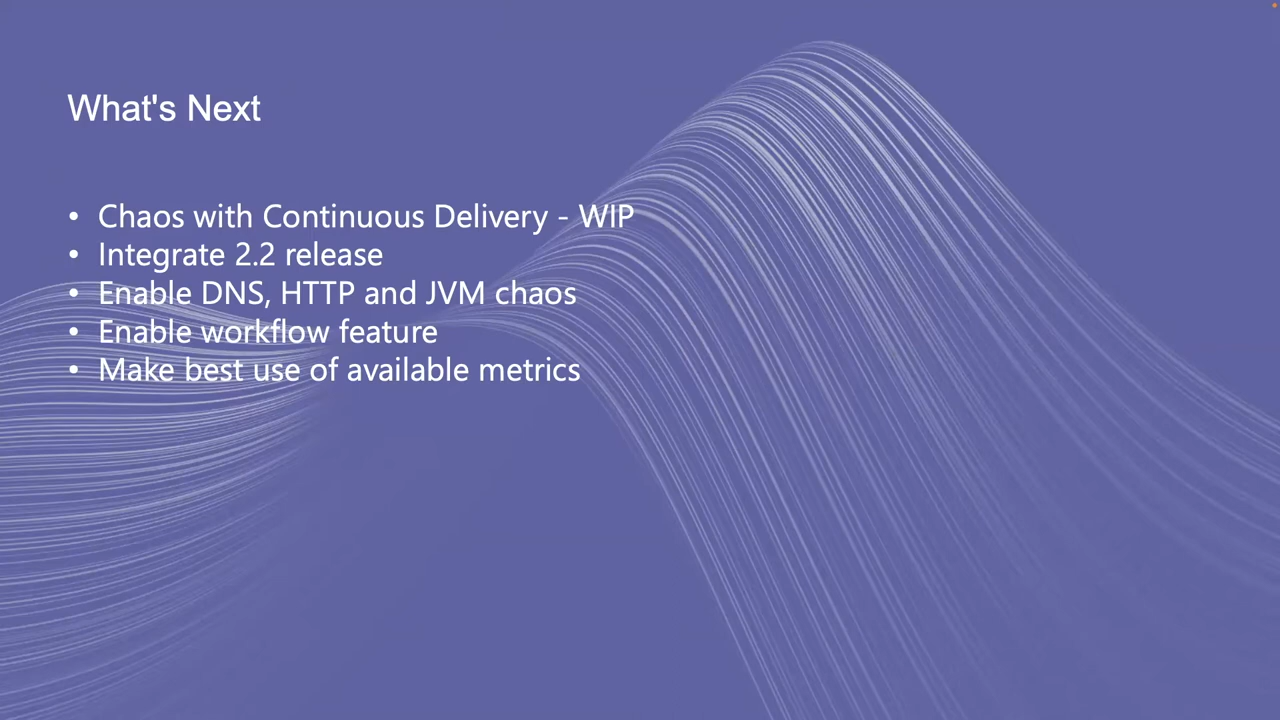 What's Next
• Chaos with Continuous Delivery - WIP
• Integrate 2.2 release
• Enable DNS, HTTP and JVM chaos
• Enable workflow feature
• Make best use of available metrics